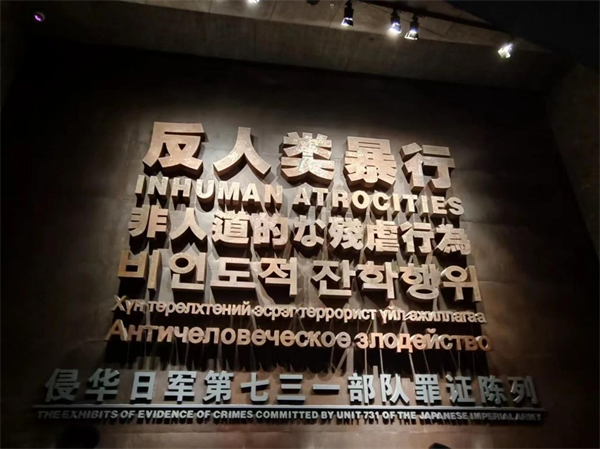 反人类暴行
INHUMAN ATROCITIES
非人道的な残虐行為
비인도적 잔학행위
Хүн төрөлхтөний эсрэг террорист үйл ажиллагаа
Античеловеческое злодейство
侵华日军第七三一部队罪证陈列
THE EXHIBITS OF EVIDENCE OF CRIMES COMMITTED BY UNIT 731 OF THE JAPANESE IMPERIAL ARMY